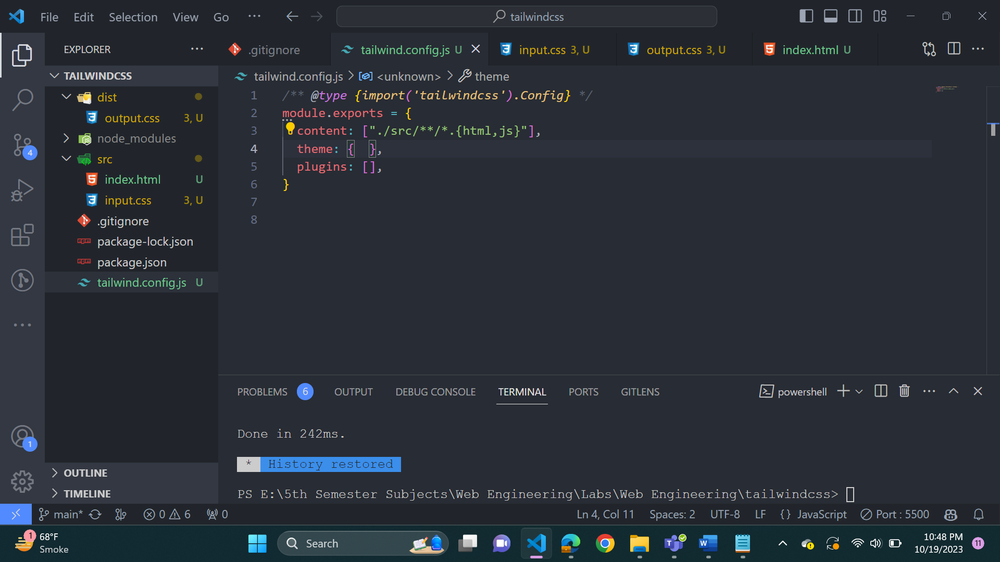 File Edit Selection View Go ... tailwindcss
EXPLORER ...
.gitignore
tailwind.config.js U
input.css 3, U
output.css 3, U
index.html U
...
TAILWINDCSS
dist
output.css 3, U
node_modules
src
index.html U
input.css 3, U
.gitignore
package-lock.json
package.json
tailwind.config.js U
OUTLINE
TIMELINE
4
1
tailwind.config.js > <unknown> > theme
1 /** @type {import('tailwindcss').Config} */
2 module.exports = {
3 content: ["./src/**/*.{html,js}"],
4 theme: {  },
5 plugins: [],
6 }
7
8
PROBLEMS 6 OUTPUT DEBUG CONSOLE TERMINAL PORTS GITLENS powershell
Done in 242ms.
* History restored
PS E:\5th Semester Subjects\Web Engineering\Labs\Web Engineering\tailwindcss>
main* 0 6 0 Ln 4, Col 11 Spaces: 2 UTF-8 LF {} JavaScript Port : 5500
1 68°F
Smoke
Search
10:48 PM
10/19/2023
11